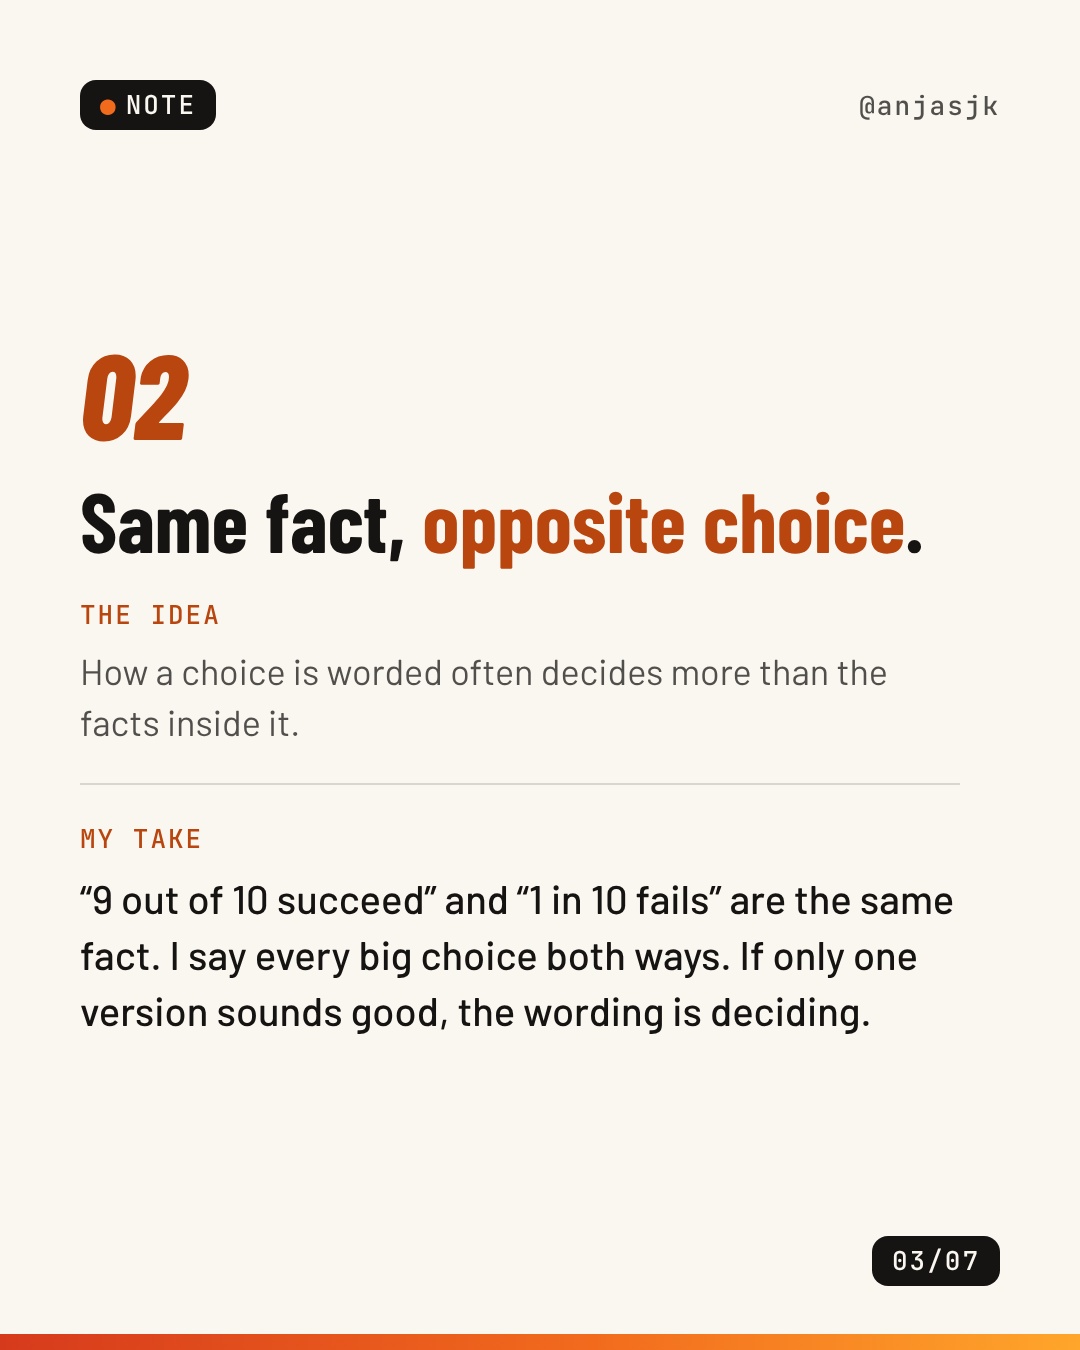 NOTE
@anjasjk
02
Same fact, opposite choice.
THE IDEA
How a choice is worded often decides more than the
facts inside it.
MY TAKE
“9 out of 10 succeed” and “1 in 10 fails” are the same
fact. I say every big choice both ways. If only one
version sounds good, the wording is deciding.
03/07